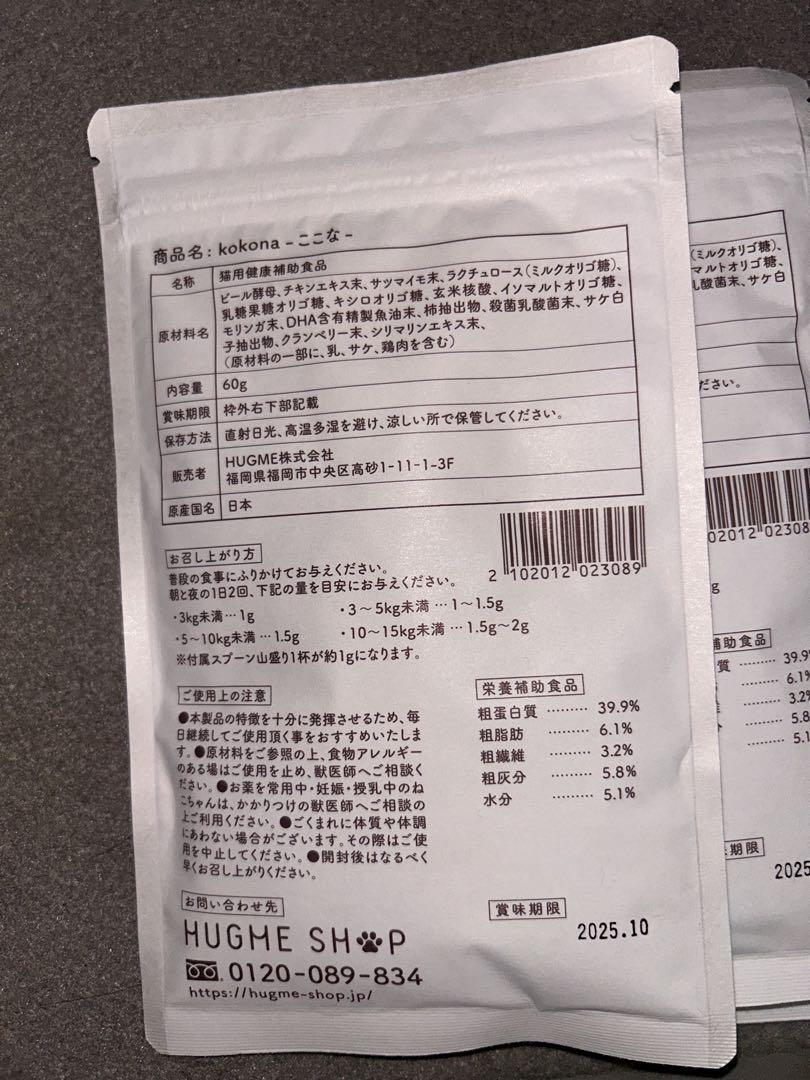 商品名：kokona -ここな-
名称 猫用健康補助食品
原材料名 ビール酵母、チキンエキス末、サツマイモ末、ラクチュロース(ミルクオリゴ糖)、
乳糖果糖オリゴ糖、キシロオリゴ糖、玄米核酸、イソマルトオリゴ糖、
モリンガ末、DHA含有精製魚油末、柿抽出物、殺菌乳酸菌末、サケ白
子抽出物、クランベリー末、シリマリンエキス末、
(原材料の一部に、乳、サケ、鶏肉を含む)
内容量 60g
賞味期限 枠外右下部記載
保存方法 直射日光、高温多湿を避け、涼しい所で保管してください。
販売者 HUGME株式会社
福岡県福岡市中央区高砂1-11-1-3F
原産国名 日本
2 102012 023089
お召し上がり方
普段の食事にふりかけてお与えください。
朝と夜の1日2回、下記の量を目安にお与えください。
・3kg未満…1g ・3〜5kg未満…1〜1.5g
・5〜10kg未満…1.5g ・10〜15kg未満…1.5g〜2g
※付属スプーン山盛り1杯が約1gになります。
ご使用上の注意
●本製品の特徴を十分に発揮させるため、毎
日継続してご使用頂く事をおすすめいたしま
す。●原材料をご参照の上、食物アレルギー
のある場はご使用を止め、獣医師へご相談く
ださい。●お薬を常用中・妊娠・授乳中のね
こちゃんは、かかりつけの獣医師へご相談の
上ご利用ください。●ごくまれに体質や体調
にあわない場合がございます。その際はご使
用を中止してください。●開封後はなるべく
早くお召し上がりください。
栄養補助食品
粗蛋白質 ……… 39.9%
粗脂肪 ……… 6.1%
粗繊維 ……… 3.2%
粗灰分 ……… 5.8%
水分 ……… 5.1%
お問い合わせ先
HUGME SHOP
0120-089-834
https://hugme-shop.jp/
賞味期限
2025.10
(ミルクオリゴ糖)、
マルトオリゴ糖、
乳酸菌末、サケ白
ださい。
02012 02308
g
補助食品
質 ……… 39.9%
……… 6.1%
……… 3.2%
……… 5.8
……… 5.1
期限
2025